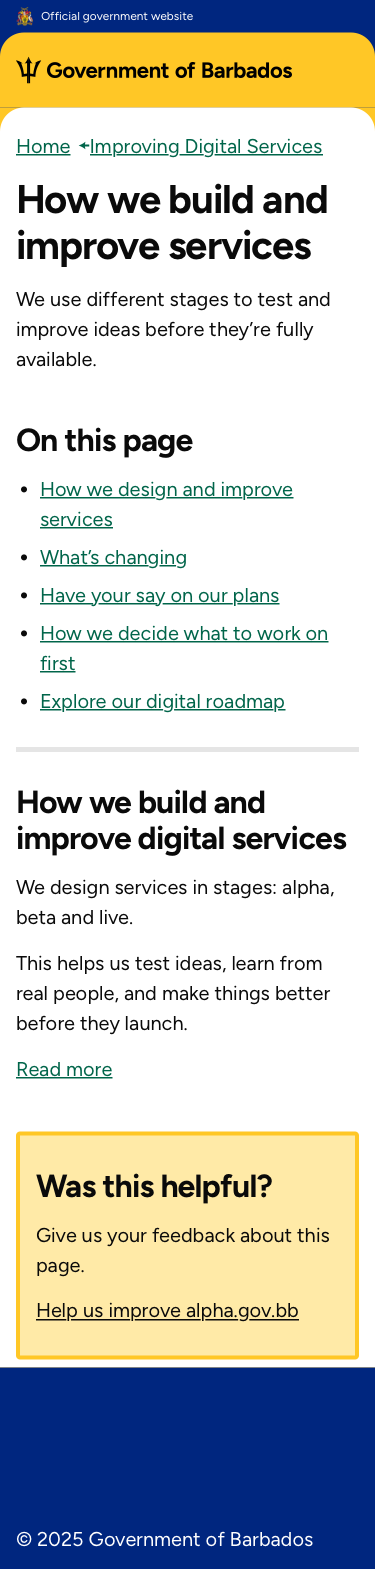 Official government website
Government of Barbados
Home Improving Digital Services
How we build and
improve services
We use different stages to test and
improve ideas before they’re fully
available.
On this page
How we design and improve
services
What’s changing
Have your say on our plans
How we decide what to work on
first
Explore our digital roadmap
How we build and
improve digital services
We design services in stages: alpha,
beta and live.
This helps us test ideas, learn from
real people, and make things better
before they launch.
Read more
Was this helpful?
Give us your feedback about this
page.
Help us improve alpha.gov.bb
© 2025 Government of Barbados